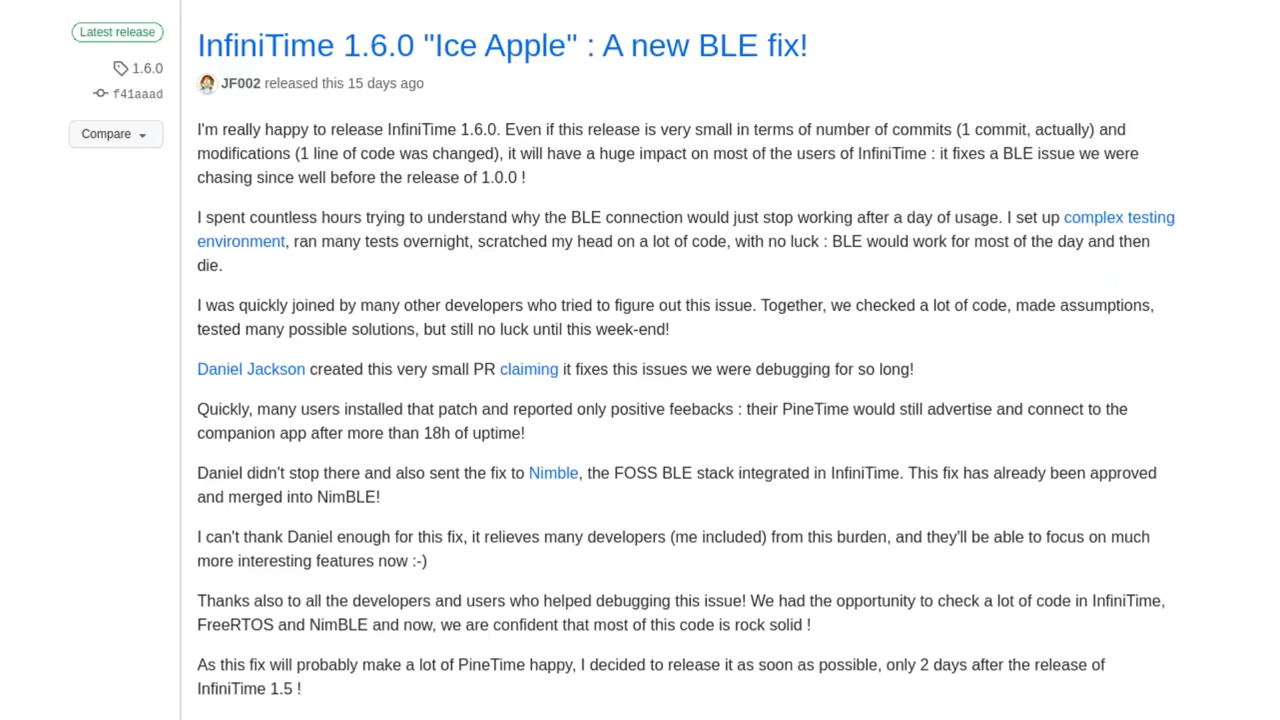 Latest release
1.6.0
f41aaad
Compare
InfiniTime 1.6.0 "Ice Apple" : A new BLE fix!
JF002 released this 15 days ago
I'm really happy to release InfiniTime 1.6.0. Even if this release is very small in terms of number of commits (1 commit, actually) and
modifications (1 line of code was changed), it will have a huge impact on most of the users of InfiniTime : it fixes a BLE issue we were
chasing since well before the release of 1.0.0 !
I spent countless hours trying to understand why the BLE connection would just stop working after a day of usage. I set up complex testing
environment, ran many tests overnight, scratched my head on a lot of code, with no luck : BLE would work for most of the day and then
die.
I was quickly joined by many other developers who tried to figure out this issue. Together, we checked a lot of code, made assumptions,
tested many possible solutions, but still no luck until this week-end!
Daniel Jackson created this very small PR claiming it fixes this issues we were debugging for so long!
Quickly, many users installed that patch and reported only positive feebacks : their PineTime would still advertise and connect to the
companion app after more than 18h of uptime!
Daniel didn't stop there and also sent the fix to Nimble, the FOSS BLE stack integrated in InfiniTime. This fix has already been approved
and merged into NimBLE!
I can't thank Daniel enough for this fix, it relieves many developers (me included) from this burden, and they'll be able to focus on much
more interesting features now :-)
Thanks also to all the developers and users who helped debugging this issue! We had the opportunity to check a lot of code in InfiniTime,
FreeRTOS and NimBLE and now, we are confident that most of this code is rock solid !
As this fix will probably make a lot of PineTime happy, I decided to release it as soon as possible, only 2 days after the release of
InfiniTime 1.5 !